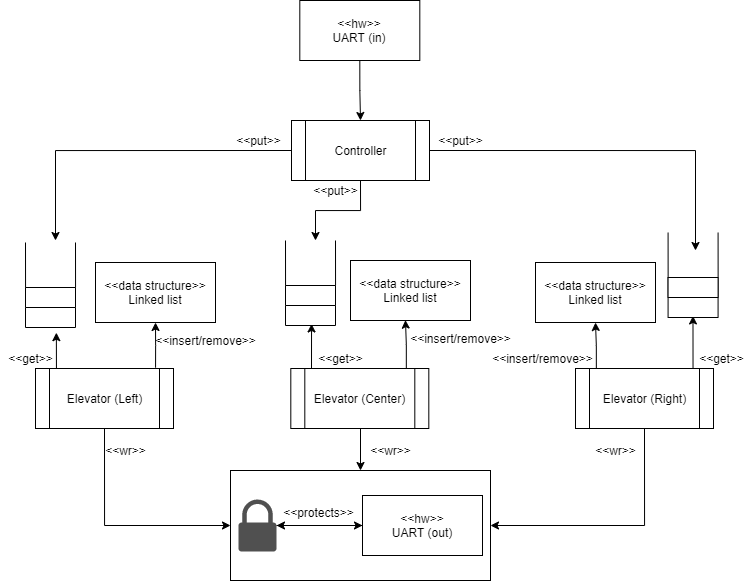 <<hw>>
UART (in)
<<put>>
Controller
<<put>>
<<put>>
<<data structure>>
Linked list
<<data structure>>
Linked list
<<data structure>>
Linked list
<<get>>
<<insert/remove>>
<<get>>
<<insert/remove>>
<<insert/remove>>
<<get>>
Elevator (Left)
Elevator (Center)
Elevator (Right)
<<wr>>
<<wr>>
<<wr>>
<<protects>>
<<hw>>
UART (out)